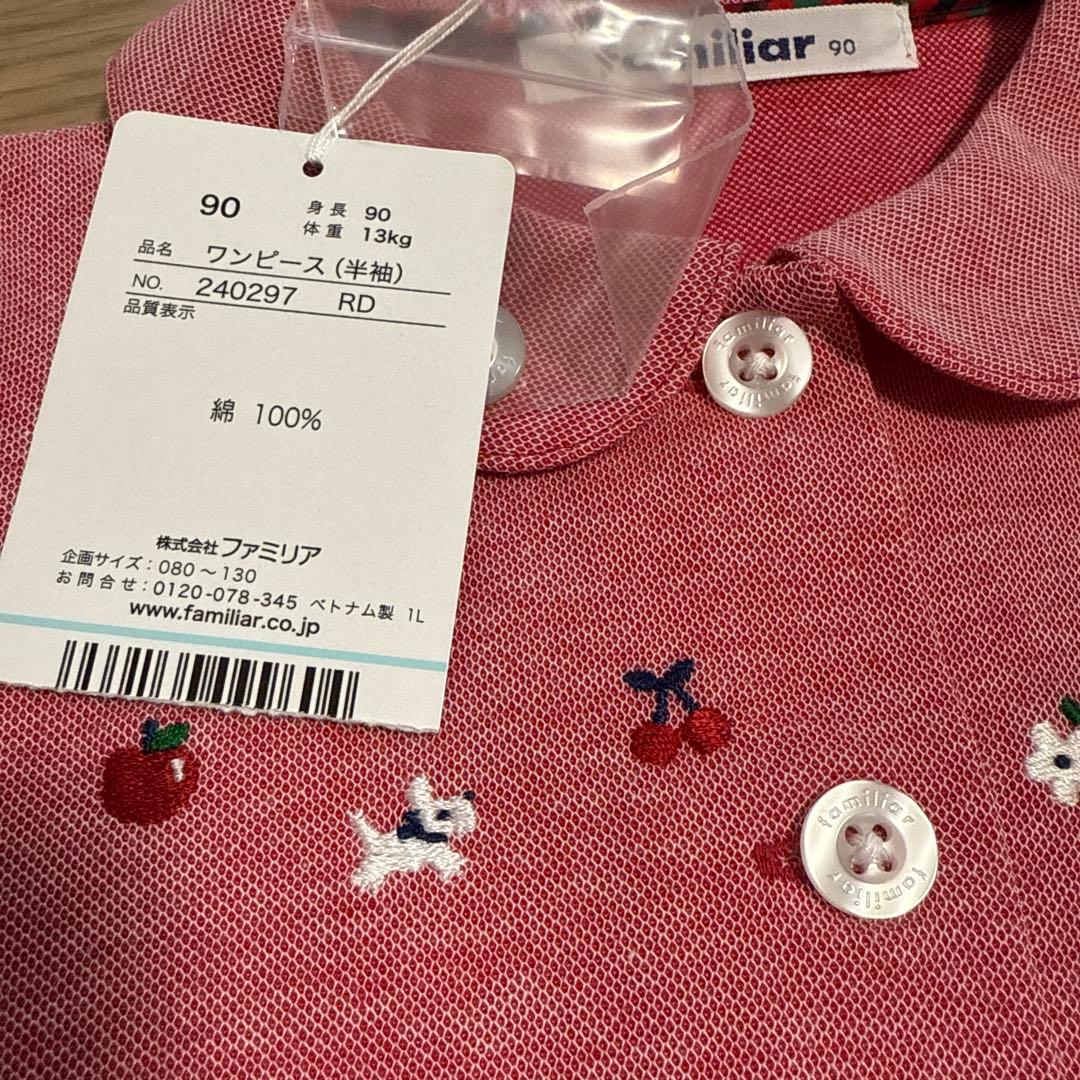 familiar 90
90
身長 90
体重 13kg
品名 ワンピース(半袖)
NO. 240297 RD
品質表示
綿 100%
株式会社ファミリア
企画サイズ:080～130
お問合せ:0120-078-345 ベトナム製 1L
www.familiar.co.jp
familiar
familiar
familiar
familiar